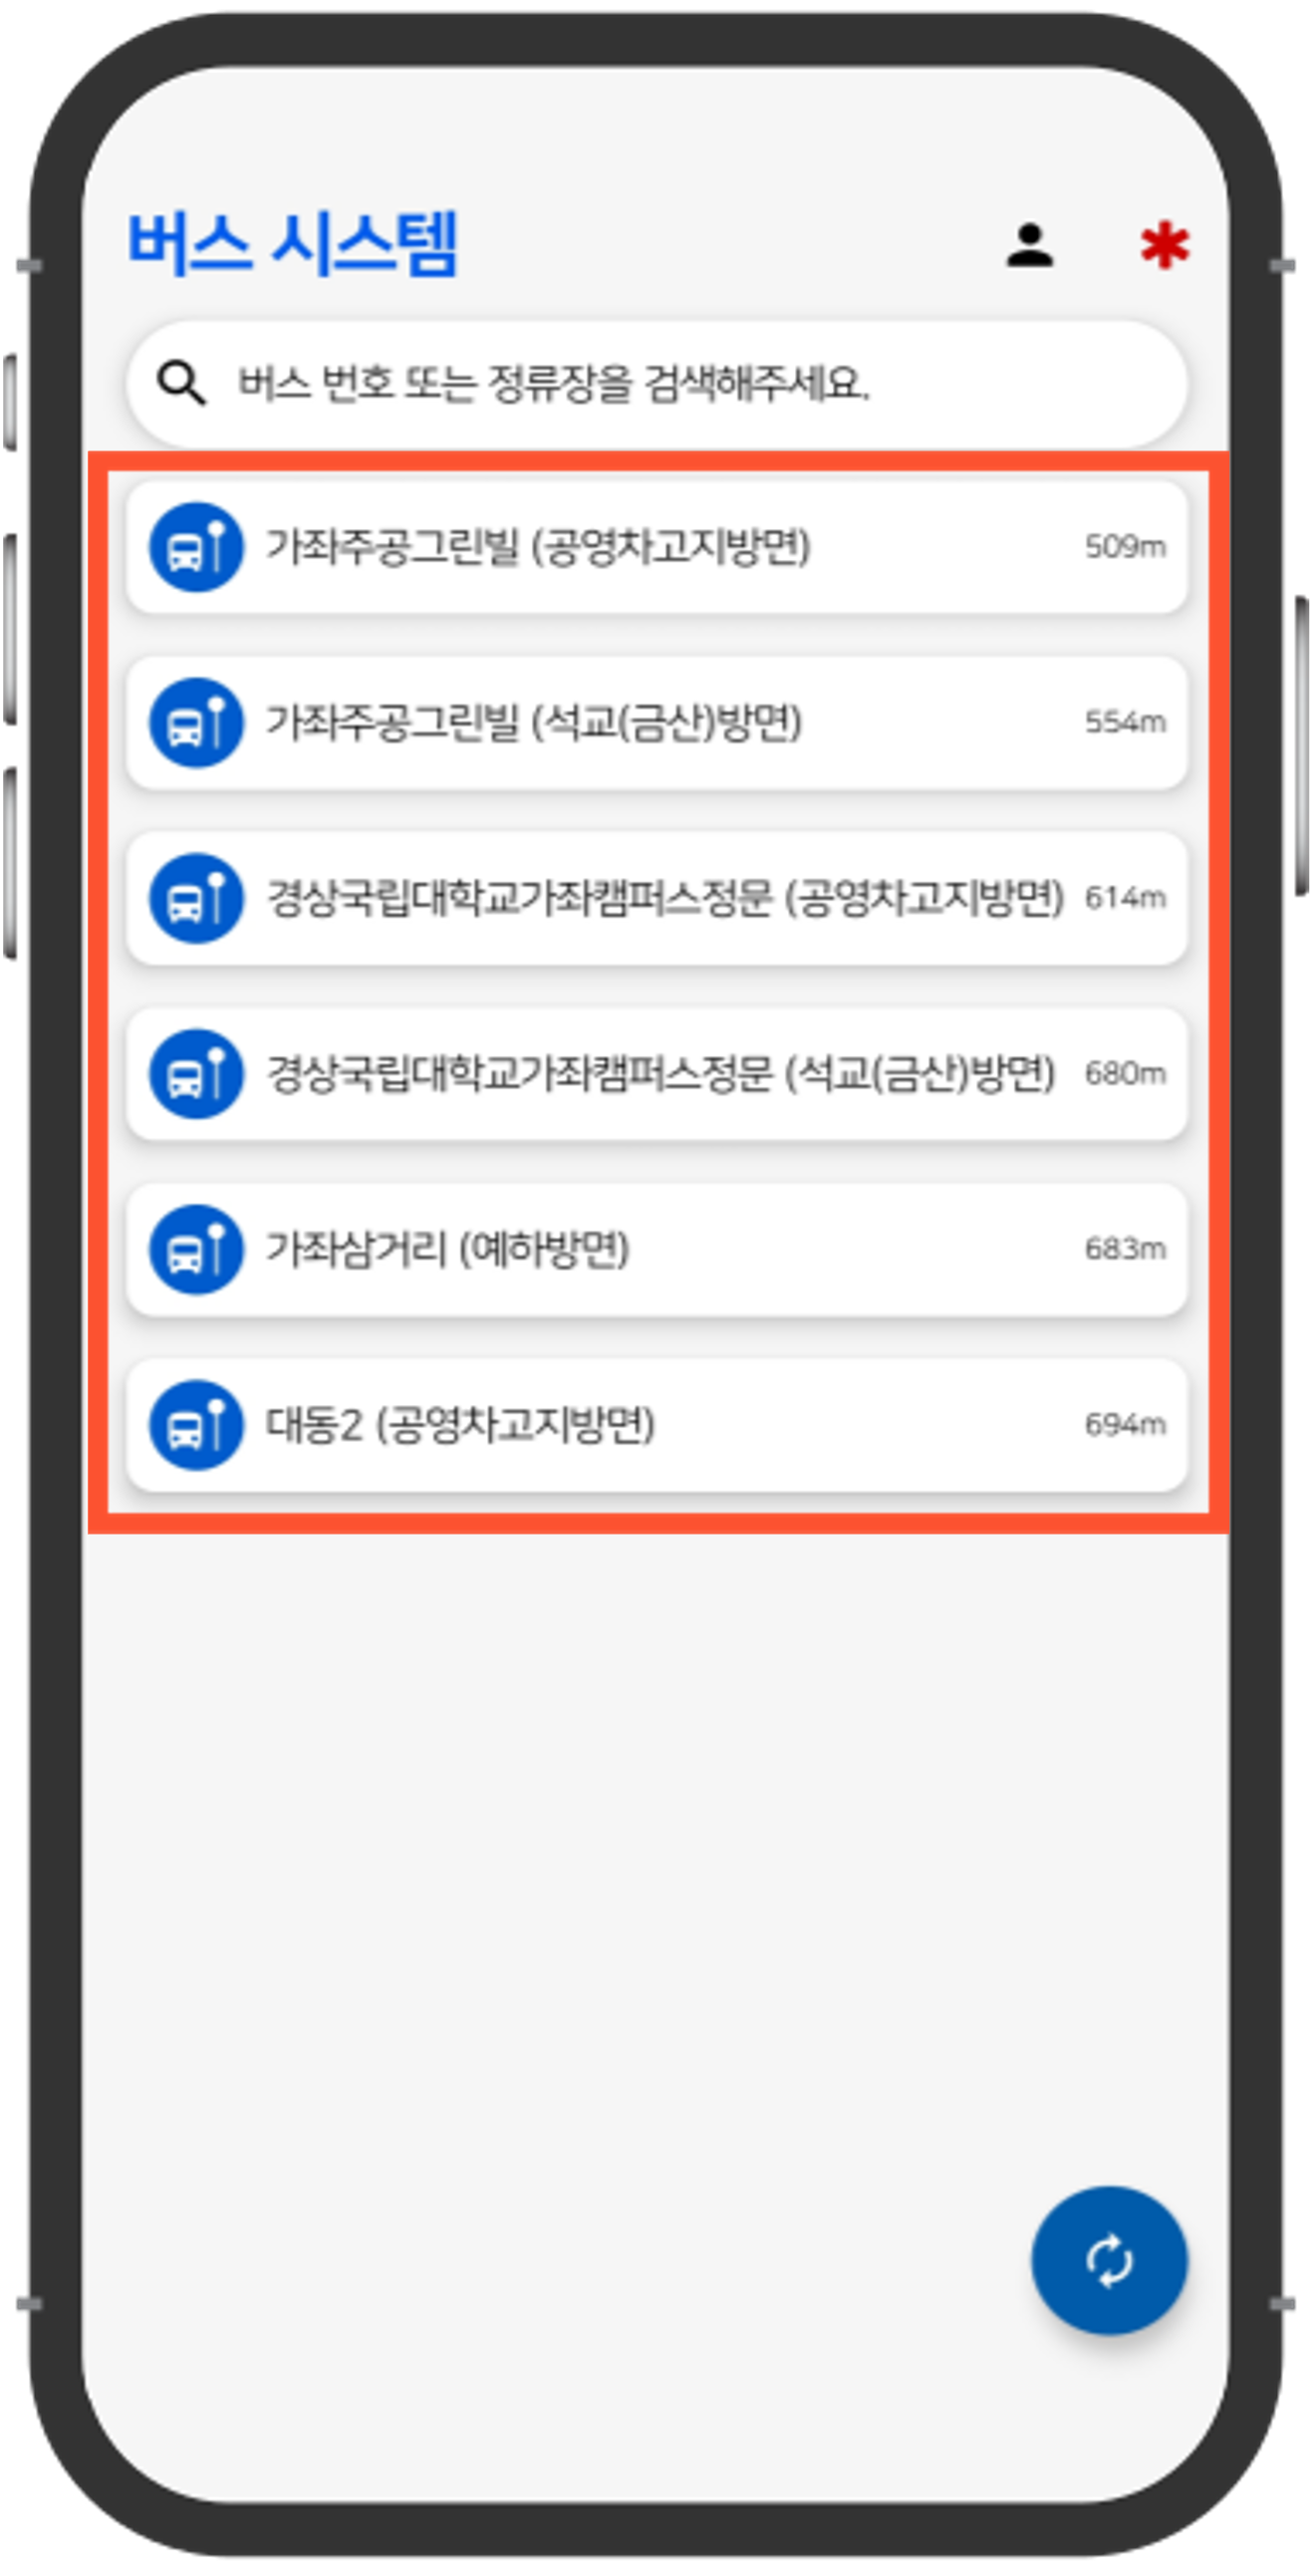 버스 시스템
버스 번호 또는 정류장을 검색해주세요.
가좌주공그린빌 (공영차고지방면) 509m
가좌주공그린빌 (석교(금산)방면) 554m
경상국립대학교가좌캠퍼스정문 (공영차고지방면) 614m
경상국립대학교가좌캠퍼스정문 (석교(금산)방면) 680m
가좌삼거리 (예하방면) 683m
대동2 (공영차고지방면) 694m